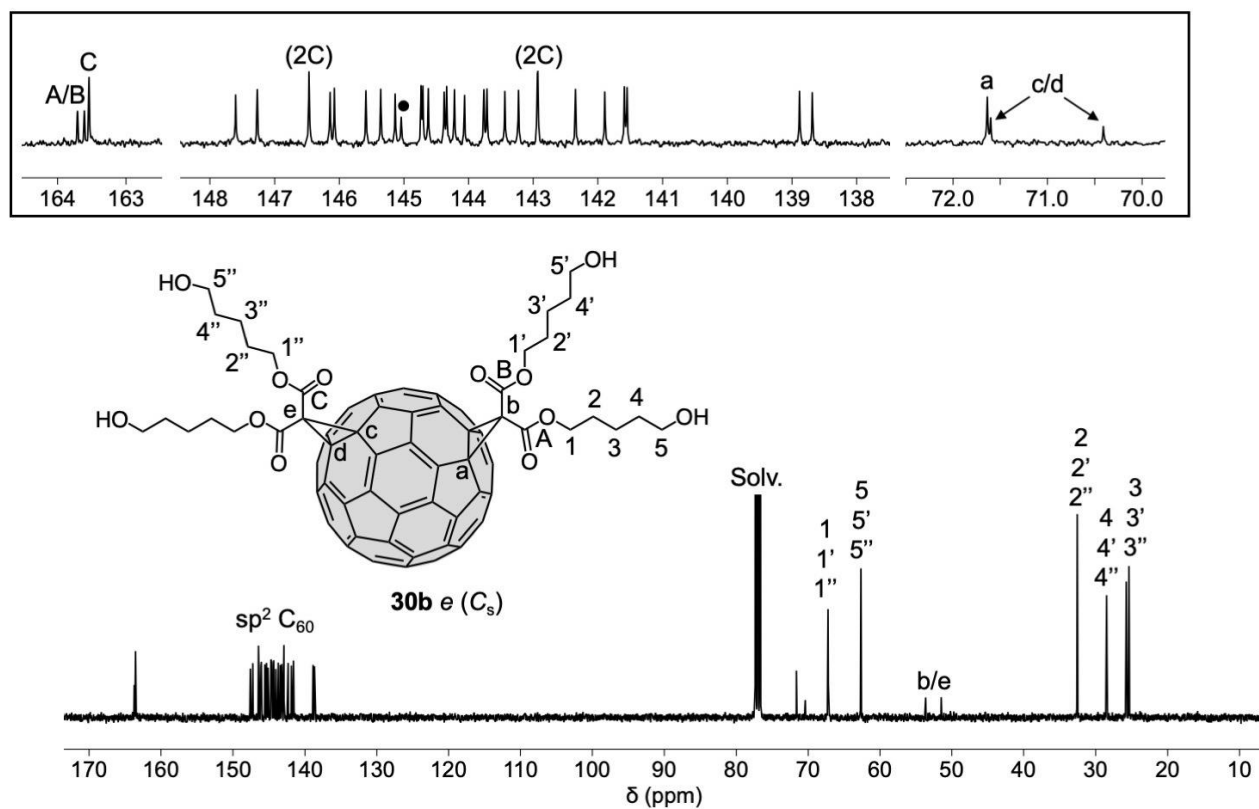 A/B
C
(2C)
(2C)
a
c/d
164 163
148 147 146 145 144 143 142 141 140 139 138
72.0 71.0 70.0
HO 5’’
3’’
4’’
2’’
1’’
O
O
C
HO
O
O
e
c
d
5’ OH
3’
4’
1’
2’
B
O
O
b
O
A
O
a
1
2
3
4
5
OH
30b e (Cs)
sp2 C60
Solv.
1
1’
1’’
5
5’
5’’
b/e
2
2’
2’’
4
4’
4’’
3
3’
3’’
170 160 150 140 130 120 110 100 90 80 70 60 50 40 30 20 10
δ (ppm)